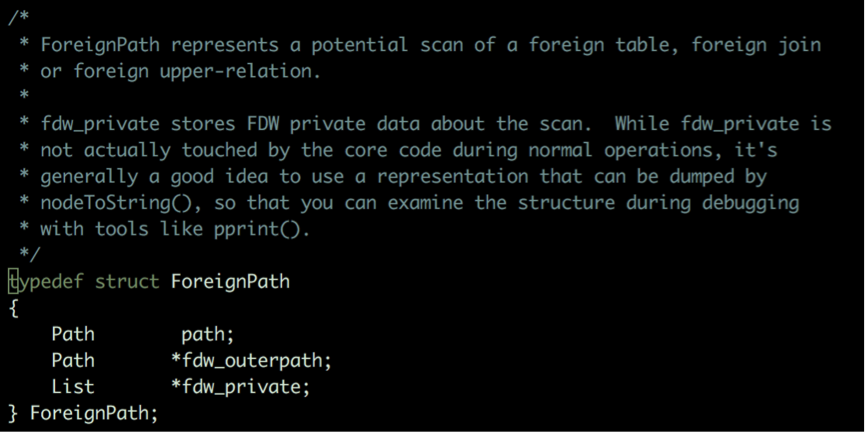 /*
 * ForeignPath represents a potential scan of a foreign table, foreign join
 * or foreign upper-relation.
 *
 * fdw_private stores FDW private data about the scan.  While fdw_private is
 * not actually touched by the core code during normal operations, it's
 * generally a good idea to use a representation that can be dumped by
 * nodeToString(), so that you can examine the structure during debugging
 * with tools like pprint().
 */
typedef struct ForeignPath
{
    Path        path;
    Path       *fdw_outerpath;
    List       *fdw_private;
} ForeignPath;